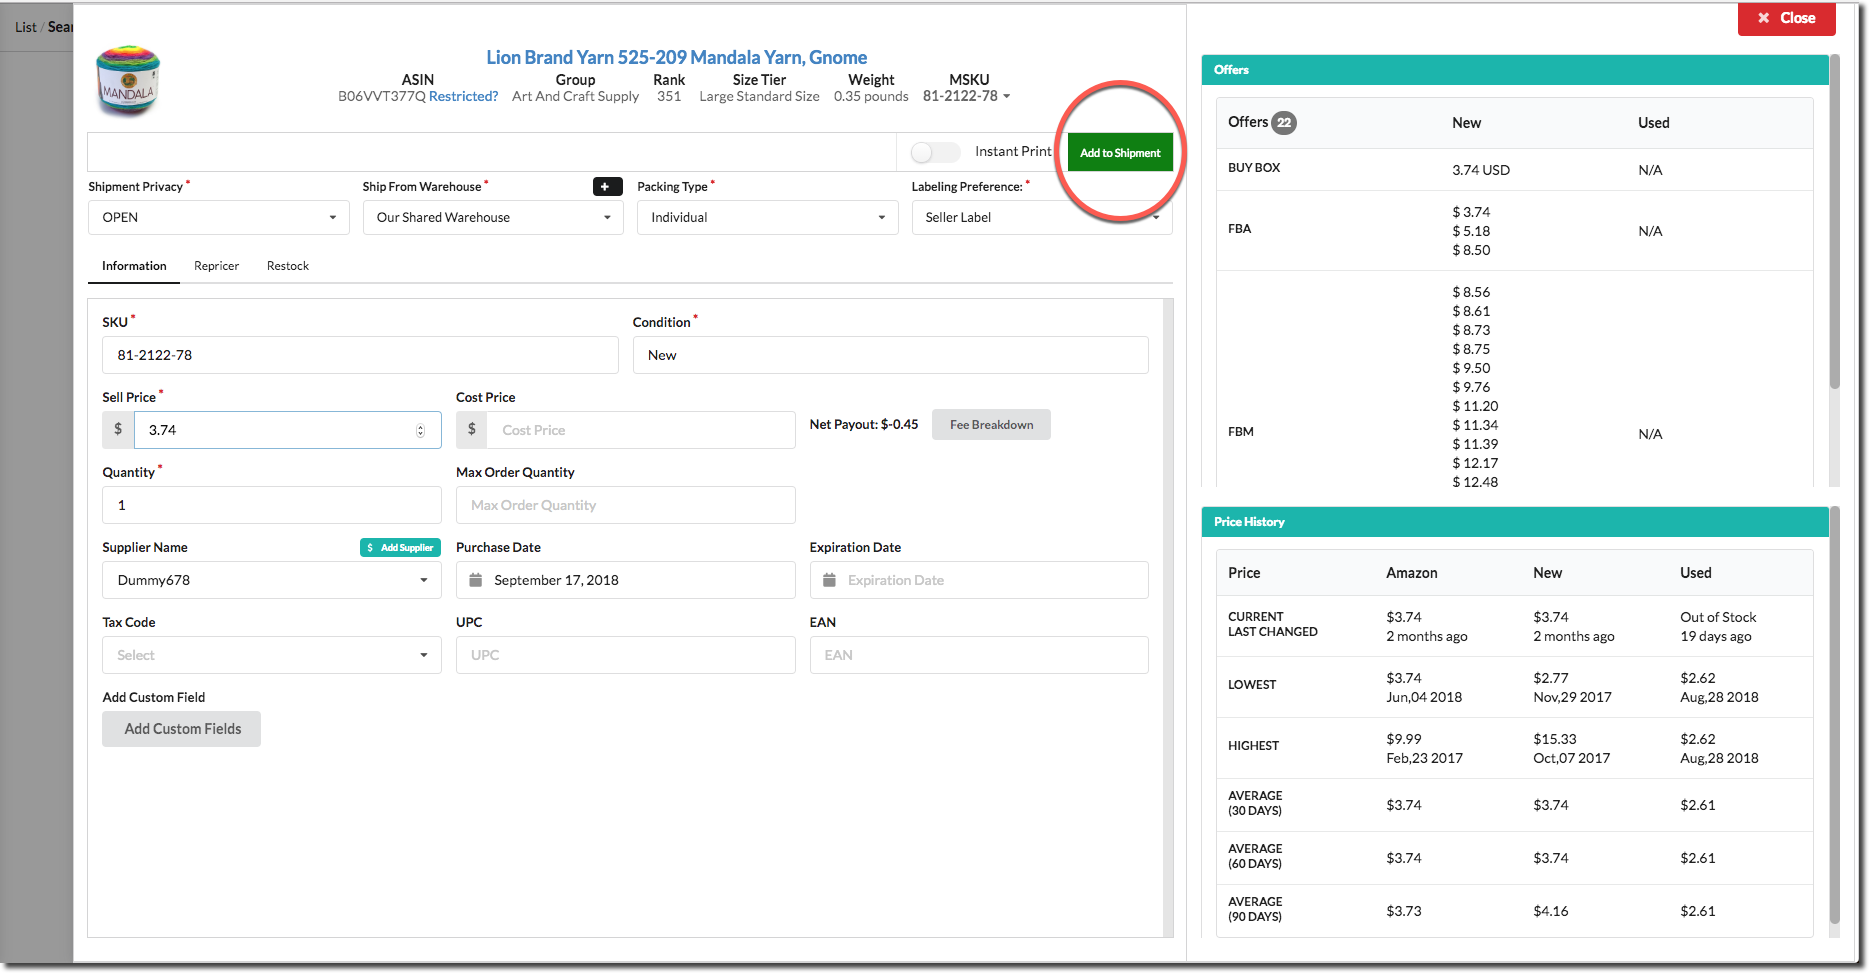 List / Sear
✖ Close
MANDALA
Lion Brand Yarn 525-209 Mandala Yarn, Gnome
ASIN Group Rank Size Tier Weight MSKU
B06VVT377Q Restricted? Art And Craft Supply 351 Large Standard Size 0.35 pounds 81-2122-78
Instant Print Add to Shipment
Shipment Privacy * Ship From Warehouse * + Packing Type * Labeling Preference: *
OPEN Our Shared Warehouse Individual Seller Label
Information Repricer Restock
SKU * Condition *
81-2122-78 New
Sell Price * Cost Price
$ 3.74 $ Cost Price Net Payout: $-0.45 Fee Breakdown
Quantity * Max Order Quantity
1 Max Order Quantity
Supplier Name $ Add Supplier Purchase Date Expiration Date
Dummy678 September 17, 2018 Expiration Date
Tax Code UPC EAN
Select UPC EAN
Add Custom Field
Add Custom Fields
Offers
Offers 22 New Used
BUY BOX 3.74 USD N/A
$ 3.74
FBA $ 5.18 N/A
$ 8.50
$ 8.56
$ 8.61
$ 8.73
$ 8.75
$ 9.50
$ 9.76
$ 11.20
$ 11.34
FBM N/A
$ 11.39
$ 12.17
$ 12.48
Price History
Price Amazon New Used
CURRENT $3.74 $3.74 Out of Stock
LAST CHANGED 2 months ago 2 months ago 19 days ago
LOWEST $3.74 $2.77 $2.62
Jun,04 2018 Nov,29 2017 Aug,28 2018
HIGHEST $9.99 $15.33 $2.62
Feb,23 2017 Oct,07 2017 Aug,28 2018
AVERAGE
(30 DAYS) $3.74 $3.74 $2.61
AVERAGE
(60 DAYS) $3.74 $3.74 $2.61
AVERAGE
(90 DAYS) $3.73 $4.16 $2.61